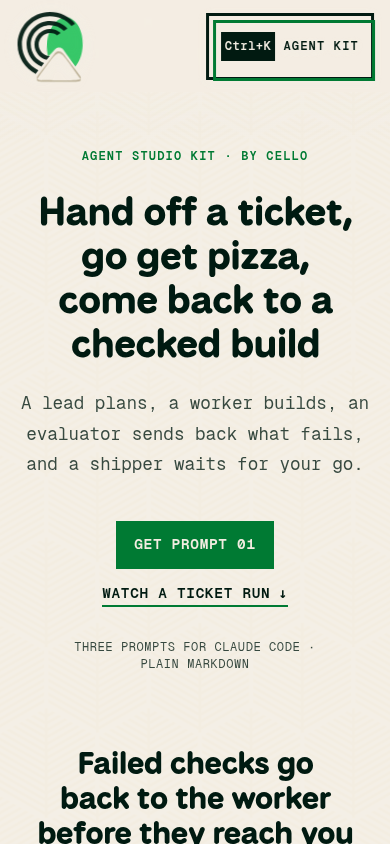 Ctrl+K AGENT KIT
AGENT STUDIO KIT · BY CELLO
Hand off a ticket,
go get pizza,
come back to a
checked build
A lead plans, a worker builds, an
evaluator sends back what fails,
and a shipper waits for your go.
GET PROMPT 01
WATCH A TICKET RUN ↓
THREE PROMPTS FOR CLAUDE CODE ·
PLAIN MARKDOWN
Failed checks go
back to the worker
before they reach you